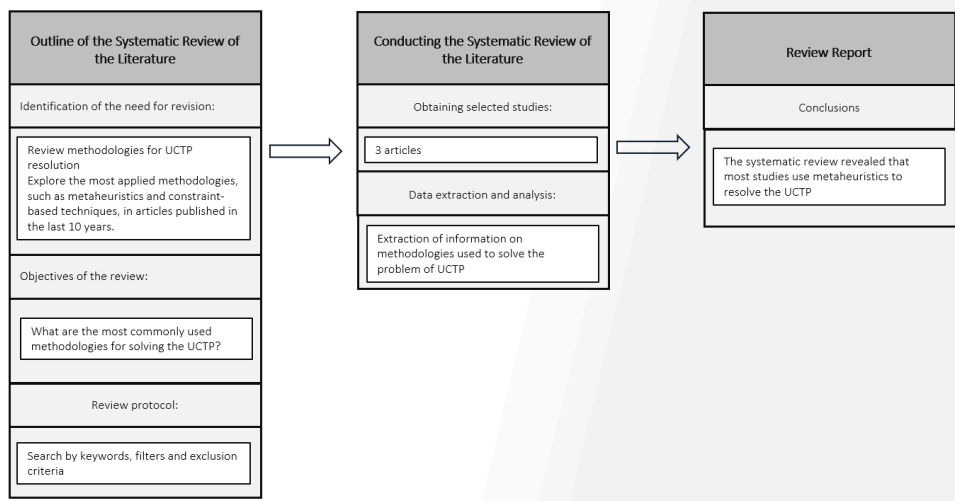 Outline of the Systematic Review of
the Literature
Identification of the need for revision:
Review methodologies for UCTP
resolution
Explore the most applied methodologies,
such as metaheuristics and constraint-
based techniques, in articles published in
the last 10 years.
Objectives of the review:
What are the most commonly used
methodologies for solving the UCTP?
Review protocol:
Search by keywords, filters and exclusion
criteria
Conducting the Systematic Review of
the Literature
Obtaining selected studies:
3 articles
Data extraction and analysis:
Extraction of information on
methodologies used to solve the
problem of UCTP
Review Report
Conclusions
The systematic review revealed that
most studies use metaheuristics to
resolve the UCTP